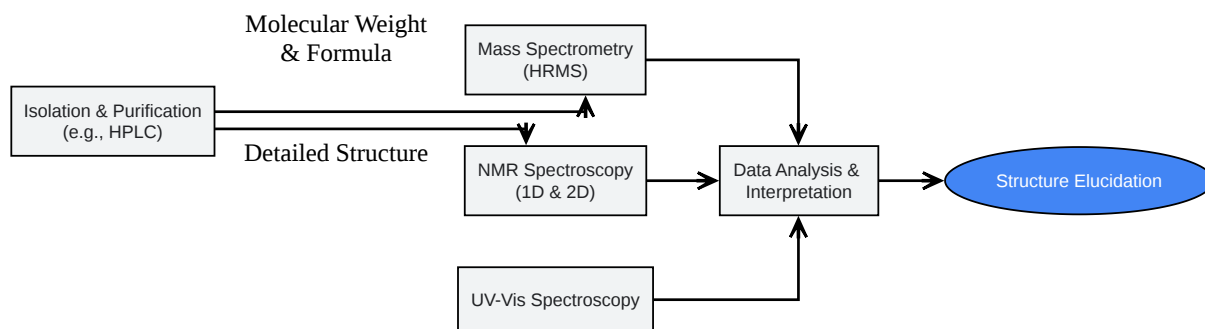 Molecular Weight
& Formula
Mass Spectrometry
(HRMS)
Isolation & Purification
(e.g., HPLC)
Detailed Structure
NMR Spectroscopy
(1D & 2D)
Data Analysis &
Interpretation
Structure Elucidation
UV-Vis Spectroscopy